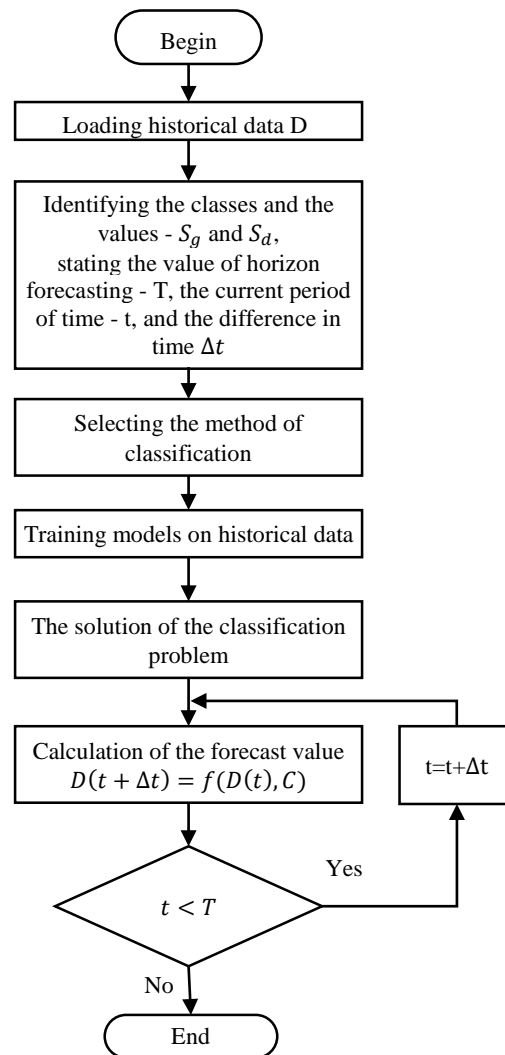 Begin
Loading historical data D
Identifying the classes and the
values - S_g and S_d,
stating the value of horizon
forecasting - T, the current period
of time - t, and the difference in
time Δt
Selecting the method of
classification
Training models on historical data
The solution of the classification
problem
Calculation of the forecast value
D(t + Δt) = f(D(t), C)
t=t+Δt
t < T
Yes
No
End